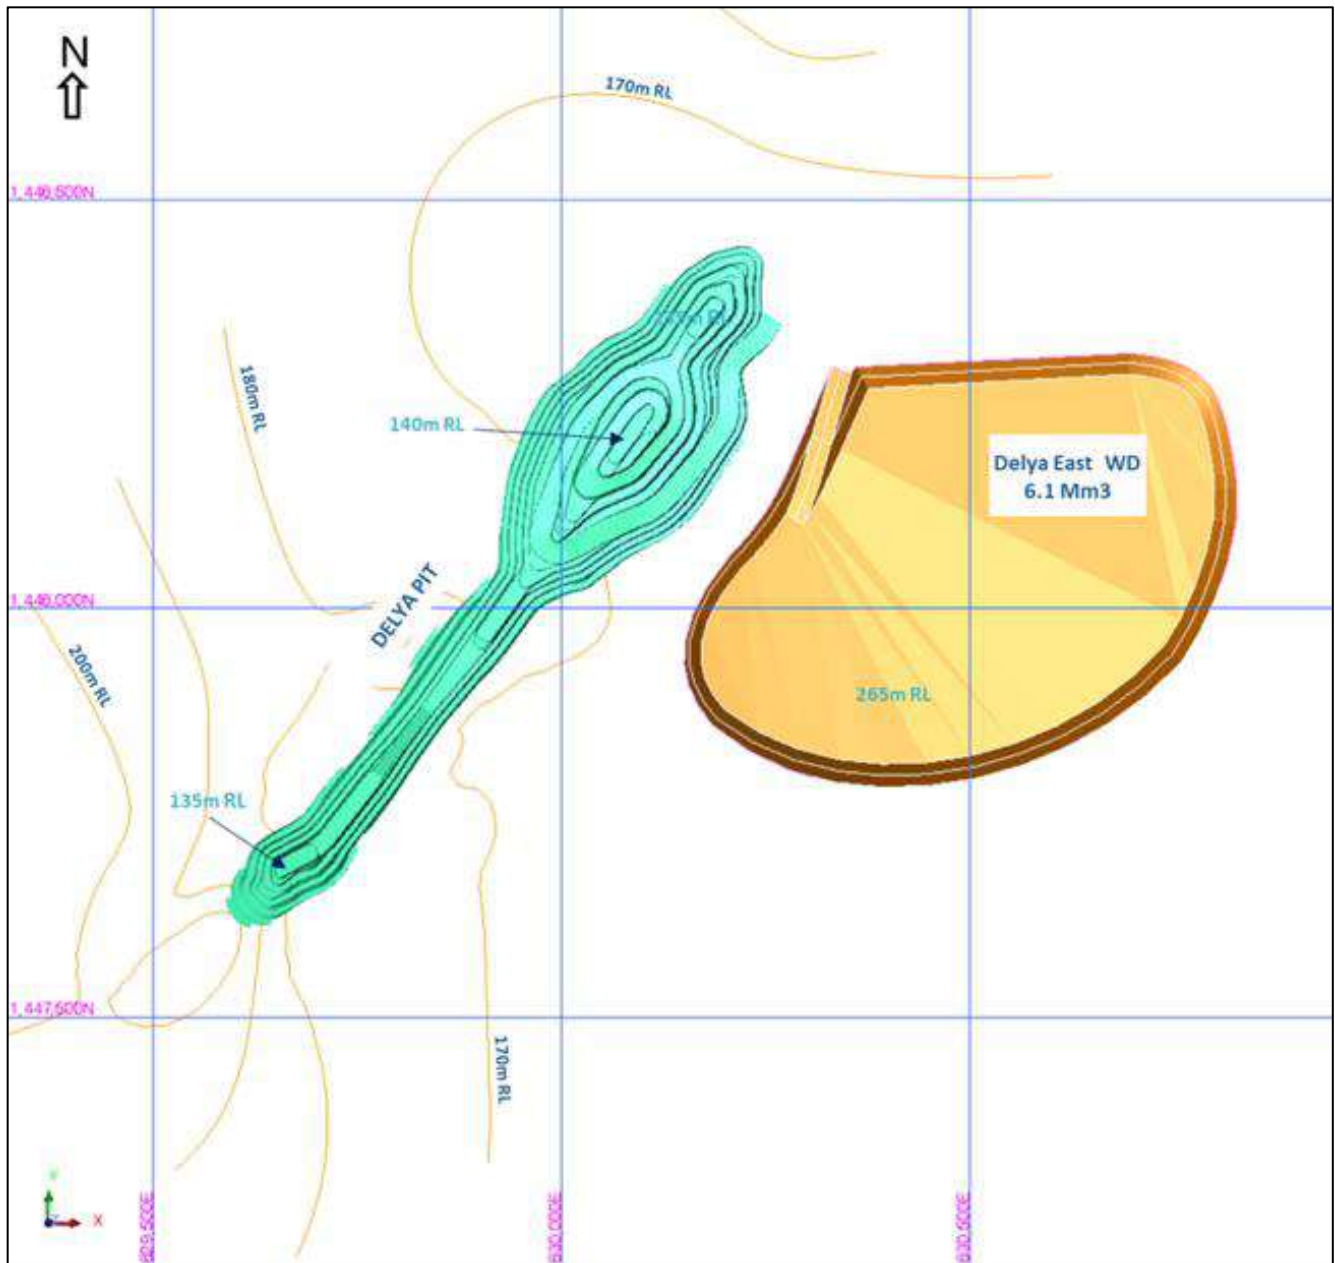 N
170m RL
1,448,500N
180m RL
140m RL
Delya East WD
6.1 Mm3
DELYA PIT
1,448,000N
200m RL
265m RL
135m RL
1,447,500N
170m RL
629,500E
630,000E
630,500E
X